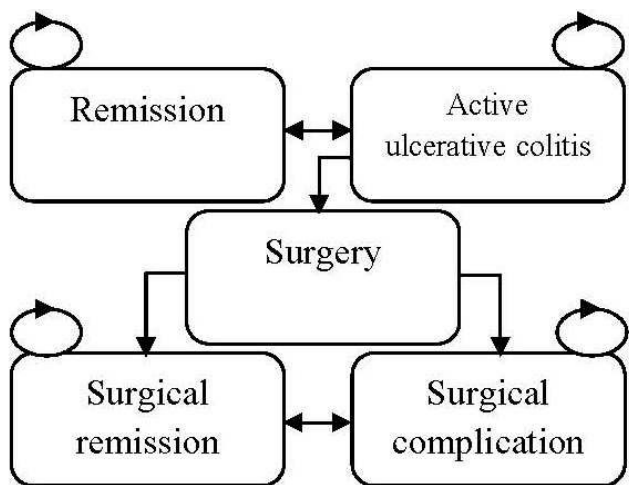 Remission
Active
ulcerative colitis
Surgery
Surgical
remission
Surgical
complication